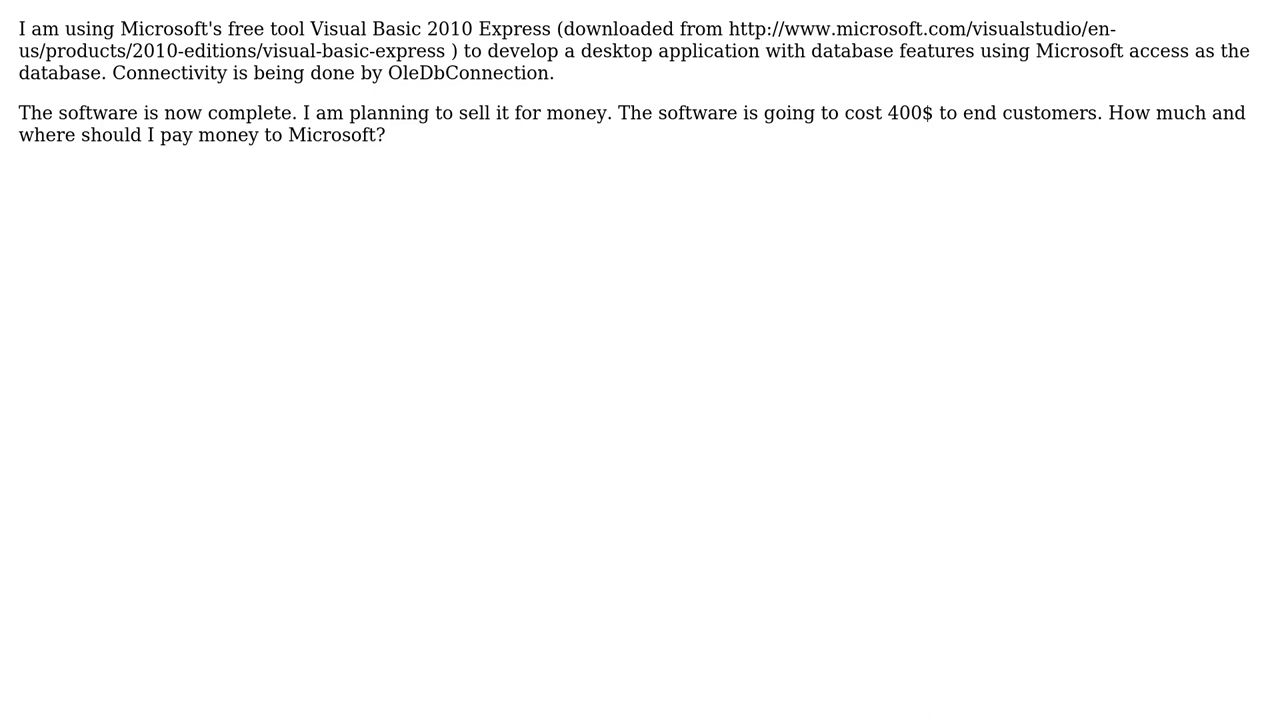 I am using Microsoft's free tool Visual Basic 2010 Express (downloaded from http://www.microsoft.com/visualstudio/en-
us/products/2010-editions/visual-basic-express ) to develop a desktop application with database features using Microsoft access as the
database. Connectivity is being done by OleDbConnection.
The software is now complete. I am planning to sell it for money. The software is going to cost 400$ to end customers. How much and
where should I pay money to Microsoft?